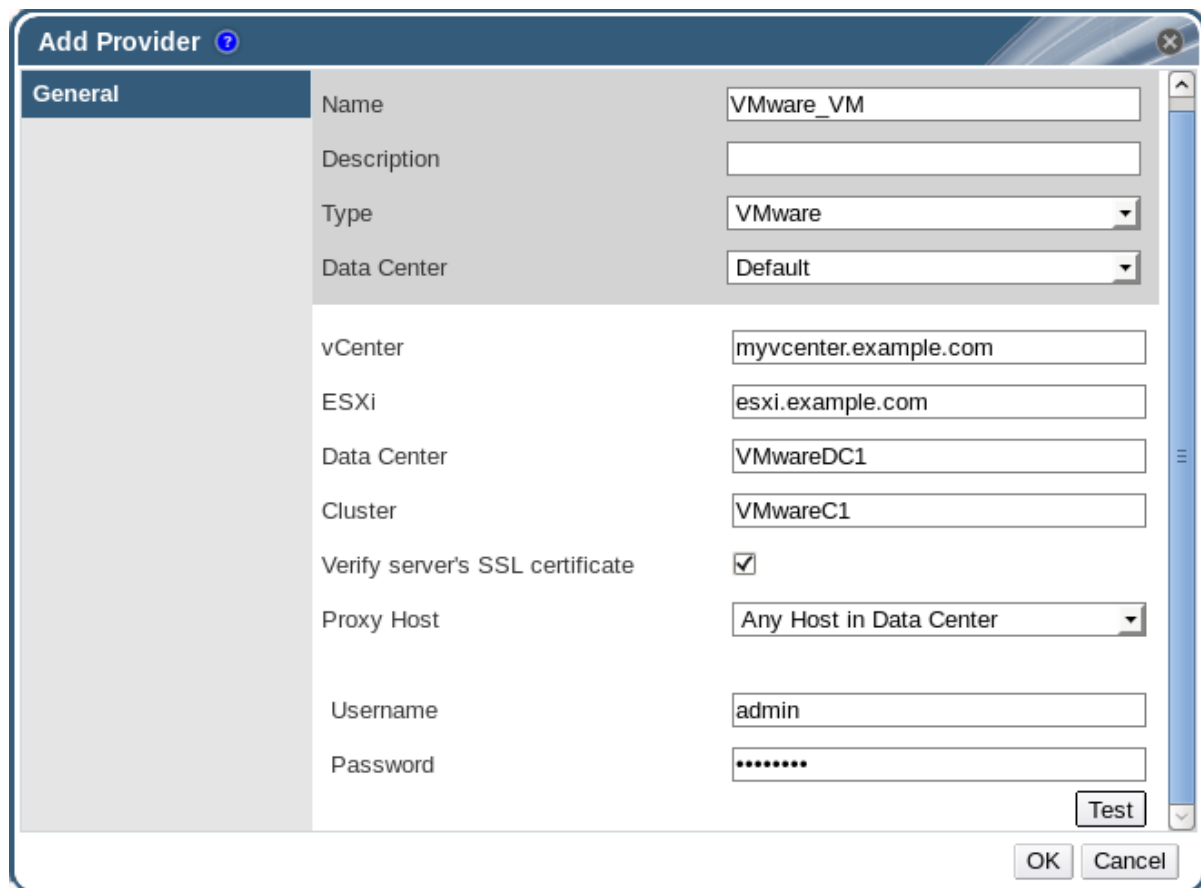 Add Provider ?
General
Name VMware_VM
Description
Type VMware
Data Center Default
vCenter myvcenter.example.com
ESXi esxi.example.com
Data Center VMwareDC1
Cluster VMwareC1
Verify server's SSL certificate
Proxy Host Any Host in Data Center
Username admin
Password ••••••••
Test
OK Cancel